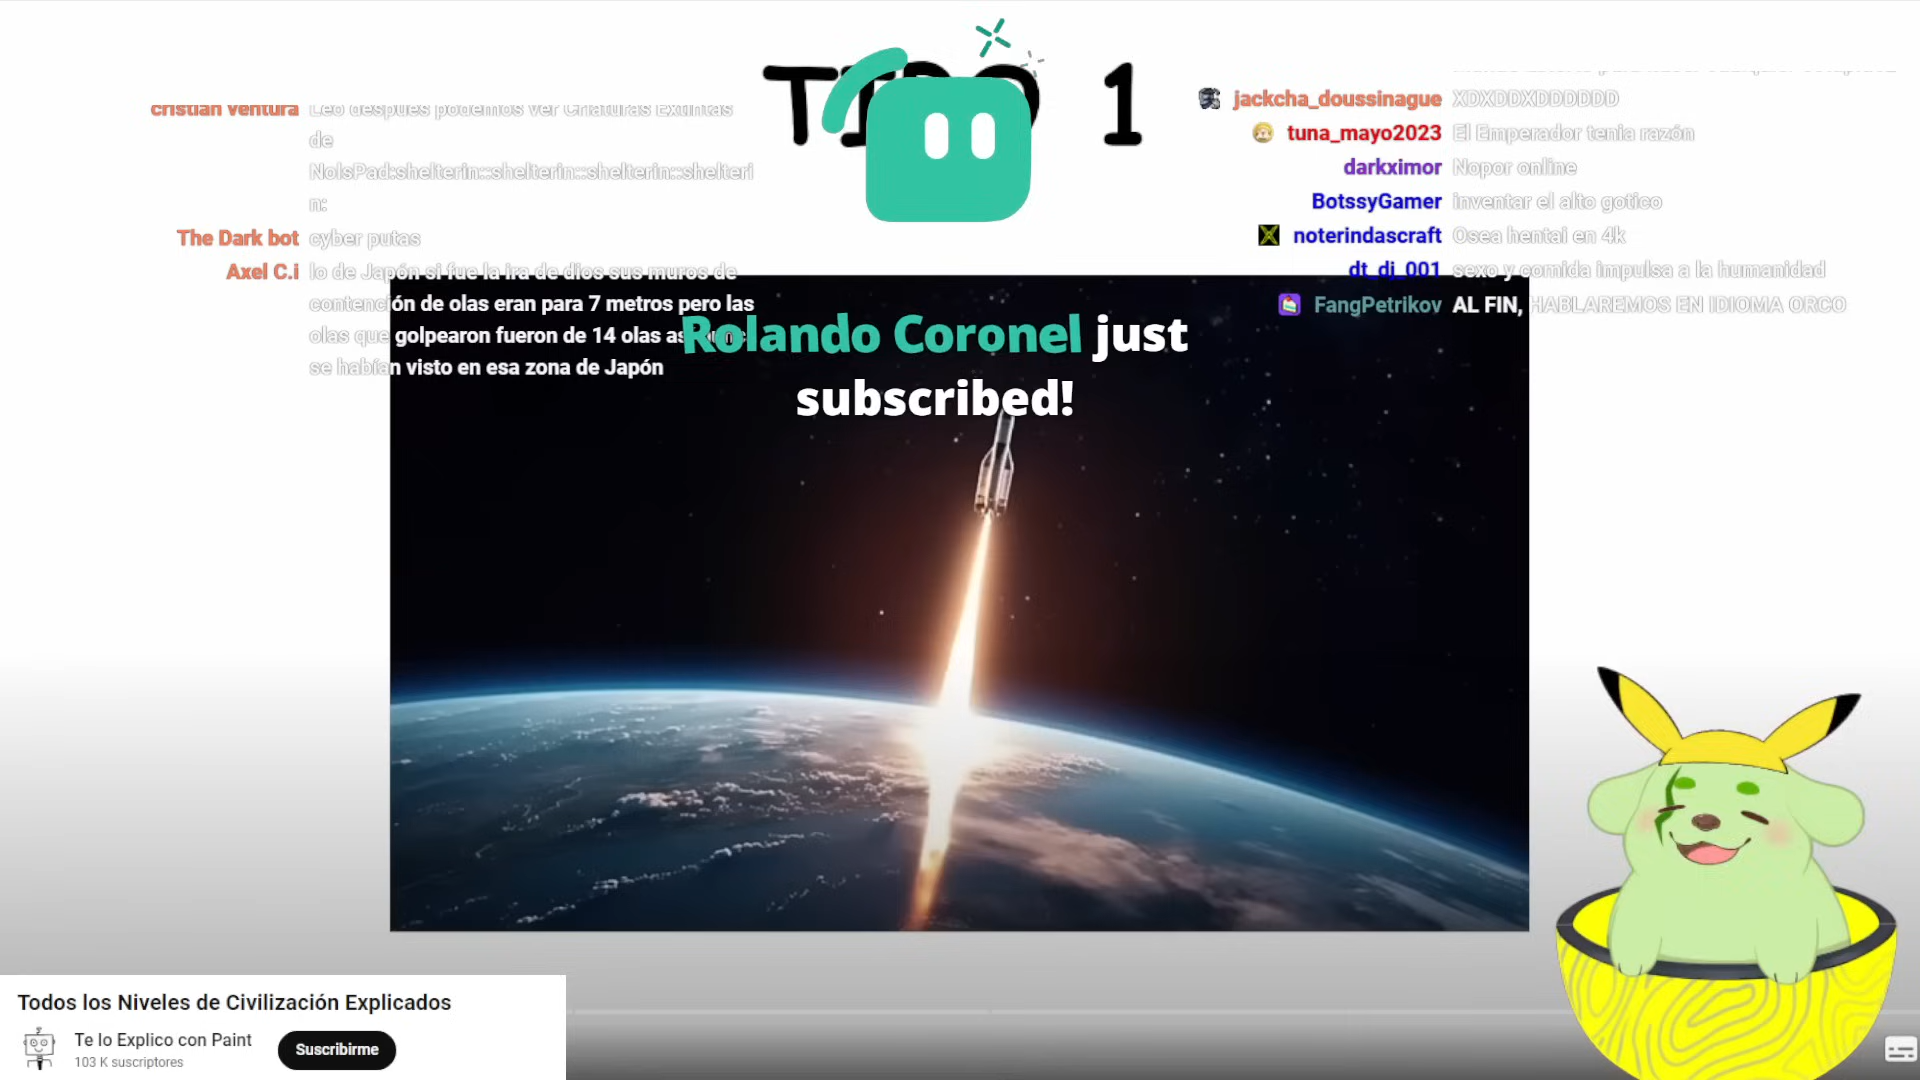 TIPO 1
cristian ventura Leo despues podemos ver Criaturas Extintas
de
NolsPad:shelterin::shelterin::shelterin::shelteri
n:
The Dark bot cyber putas
Axel C.i lo de Japón si fue la ira de dios sus muros de
contención de olas eran para 7 metros pero las
olas que golpearon fueron de 14 olas así nunca
se habían visto en esa zona de Japón
jackcha_doussinague XDXDDXDDDDDD
tuna_mayo2023 El Emperador tenia razón
darkximor Nopor online
BotssyGamer inventar el alto gotico
noterindascraft Osea hentai en 4k
dt_dj_001 sexo y comida impulsa a la humanidad
FangPetrikov AL FIN, HABLAREMOS EN IDIOMA ORCO
Rolando Coronel just
subscribed!
Todos los Niveles de Civilización Explicados
Te lo Explico con Paint
103 K suscriptores
Suscribirme